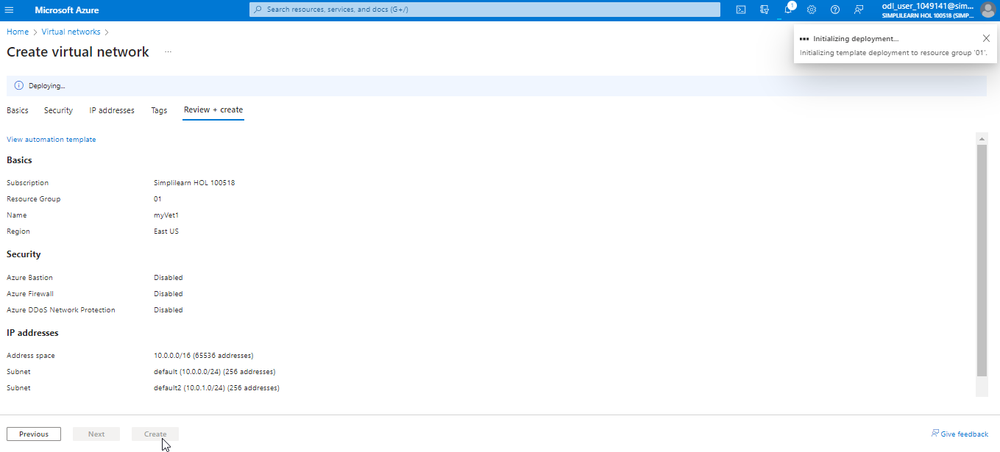 Microsoft Azure
Search resources, services, and docs (G+/)
1
odl_user_1049141@sim...
SIMPLILEARN HOL 100518 (SIMP...
Home > Virtual networks >
Create virtual network ...
Initializing deployment...
Initializing template deployment to resource group '01'.
Deploying...
Basics Security IP addresses Tags Review + create
View automation template
Basics
Subscription Simplilearn HOL 100518
Resource Group 01
Name myVet1
Region East US
Security
Azure Bastion Disabled
Azure Firewall Disabled
Azure DDoS Network Protection Disabled
IP addresses
Address space 10.0.0.0/16 (65536 addresses)
Subnet default (10.0.0.0/24) (256 addresses)
Subnet default2 (10.0.1.0/24) (256 addresses)
Previous Next Create
Give feedback